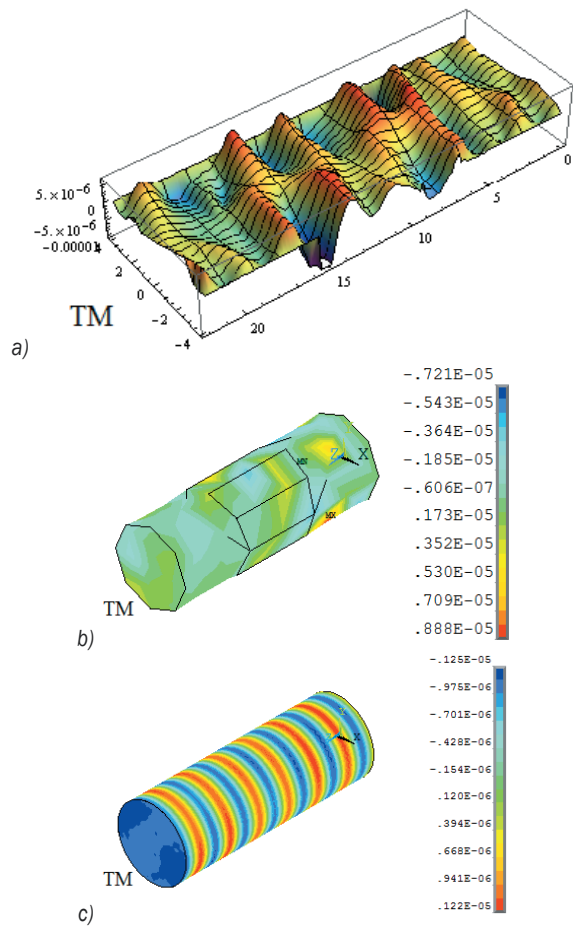 5.×10⁻⁶
0
-5.×10⁻⁶
-0.00001
4
2
0
-2
-4
0
5
10
15
20
TM
a)
-.721E-05
-.543E-05
-.364E-05
-.185E-05
-.606E-07
.173E-05
.352E-05
.530E-05
.709E-05
.888E-05
MN
Z X
MX
TM
b)
-.125E-05
-.975E-06
-.701E-06
-.428E-06
-.154E-06
.120E-06
.394E-06
.668E-06
.941E-06
.122E-05
Y
Z X
TM
c)